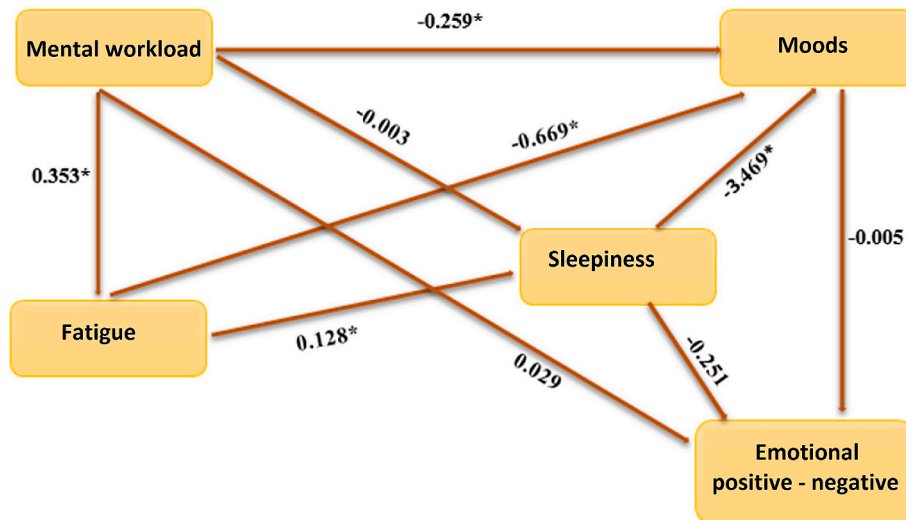 -0.259*
Mental workload
Moods
-0.003
-0.669*
0.353*
-3.469*
-0.005
Sleepiness
Fatigue
0.128*
0.029
-0.251
Emotional
positive - negative